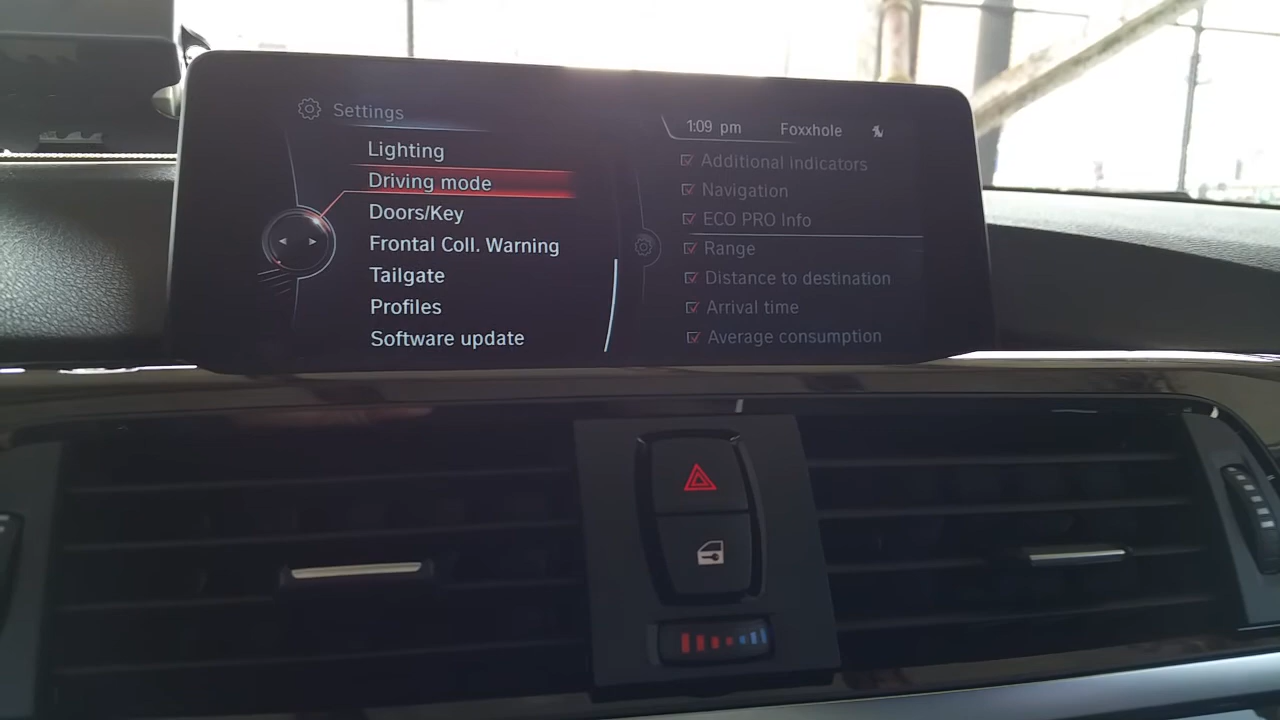 Settings
Lighting
Driving mode
Doors/Key
Frontal Coll. Warning
Tailgate
Profiles
Software update
1:09 pm Foxxhole
Additional indicators
Navigation
ECO PRO Info
Range
Distance to destination
Arrival time
Average consumption